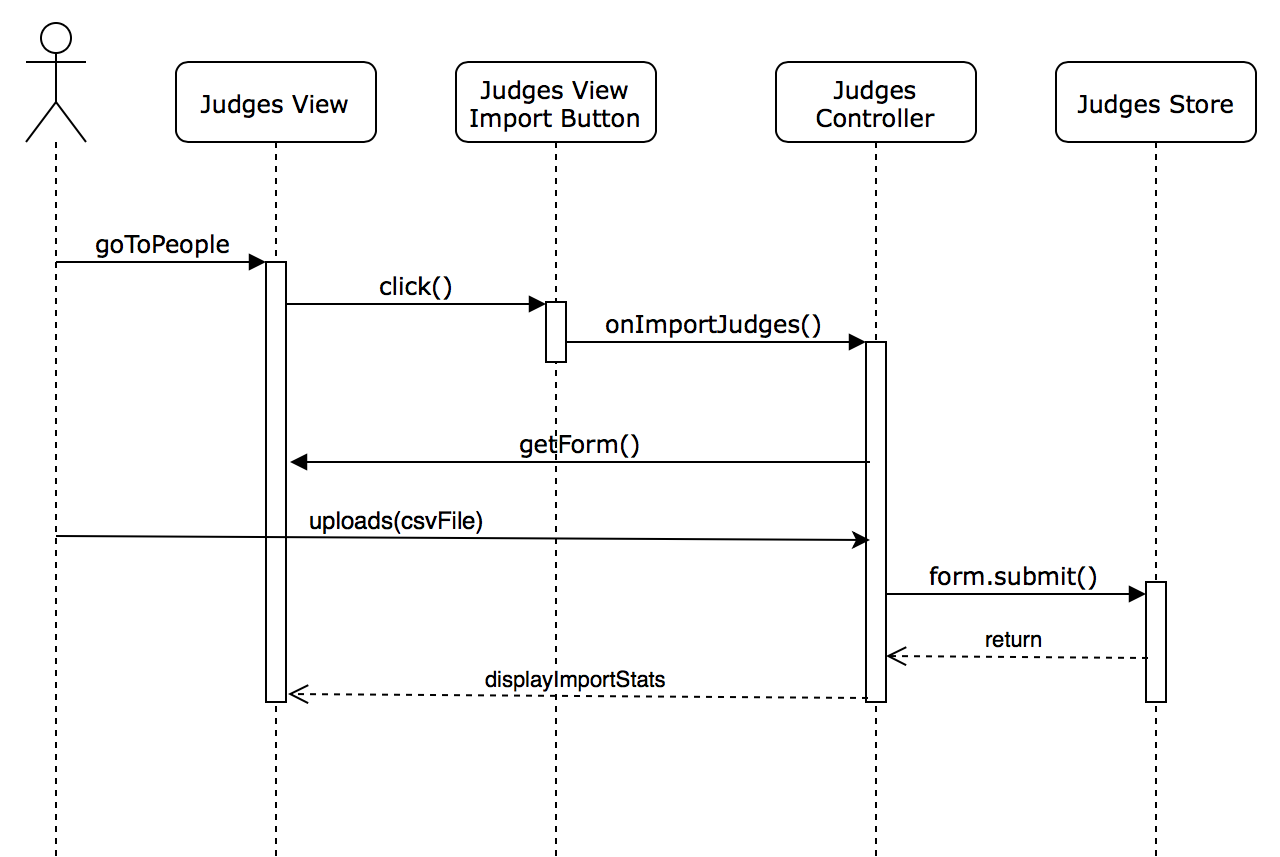 Judges View
Judges View
Import Button
Judges
Controller
Judges Store
goToPeople
click()
onImportJudges()
getForm()
uploads(csvFile)
form.submit()
return
displayImportStats